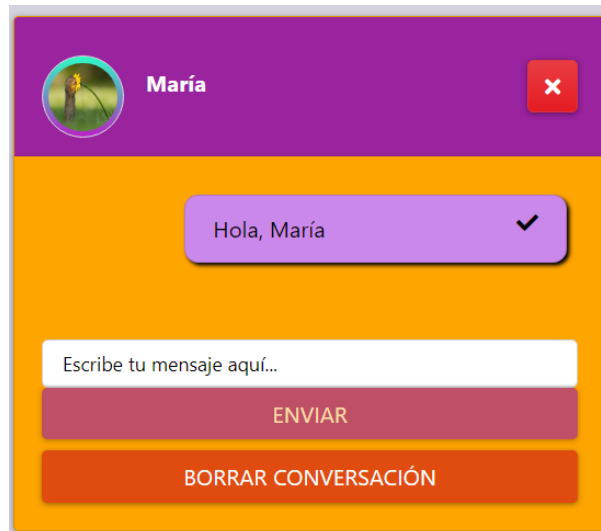 María
Hola, María
Escribe tu mensaje aquí...
ENVIAR
BORRAR CONVERSACIÓN